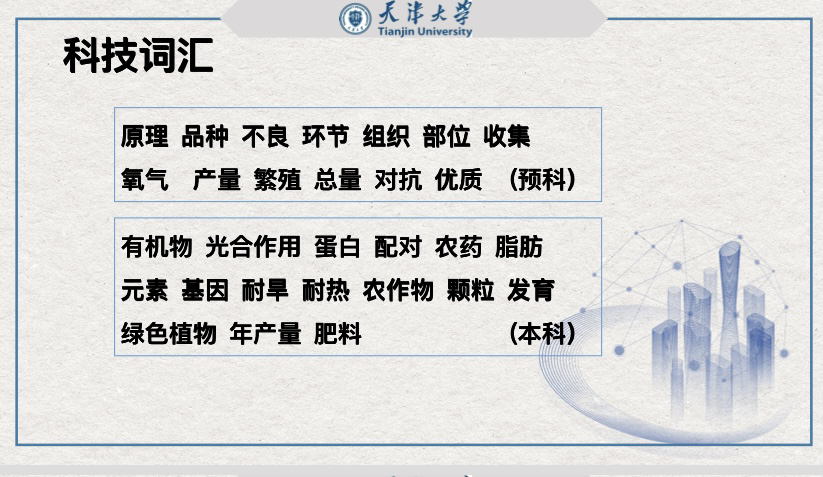 天津大学
Tianjin University
科技词汇
原理 品种 不良 环节 组织 部位 收集
氧气 产量 繁殖 总量 对抗 优质 （预科）
有机物 光合作用 蛋白 配对 农药 脂肪
元素 基因 耐旱 耐热 农作物 颗粒 发育
绿色植物 年产量 肥料 （本科）